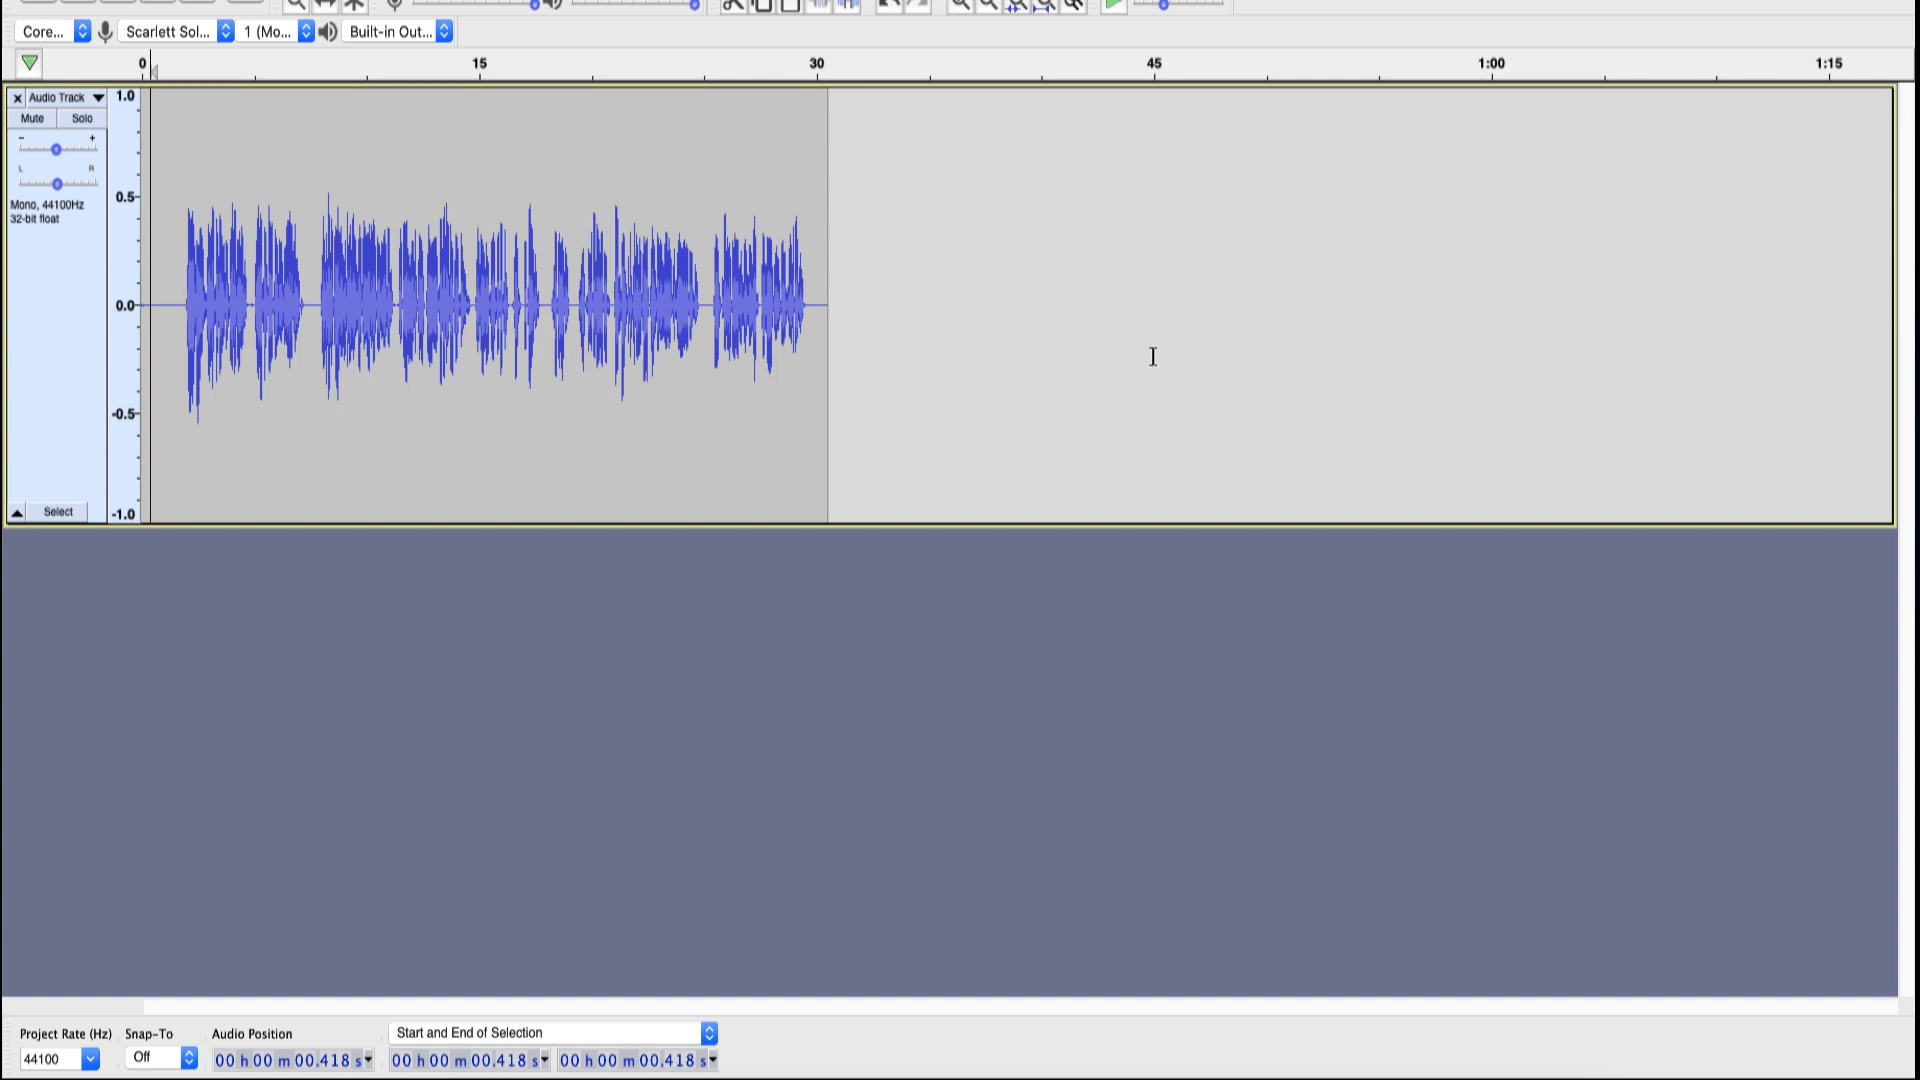 Core... Scarlett Sol... 1 (Mo... Built-in Out...
0 15 30 45 1:00 1:15
X Audio Track 1.0
Mute Solo
- +
L R
0.5-
Mono, 44100Hz
32-bit float
0.0-
-0.5-
Select -1.0
Project Rate (Hz) Snap-To Audio Position Start and End of Selection
44100 Off 00 h 00 m 00.418 s 00 h 00 m 00.418 s 00 h 00 m 00.418 s